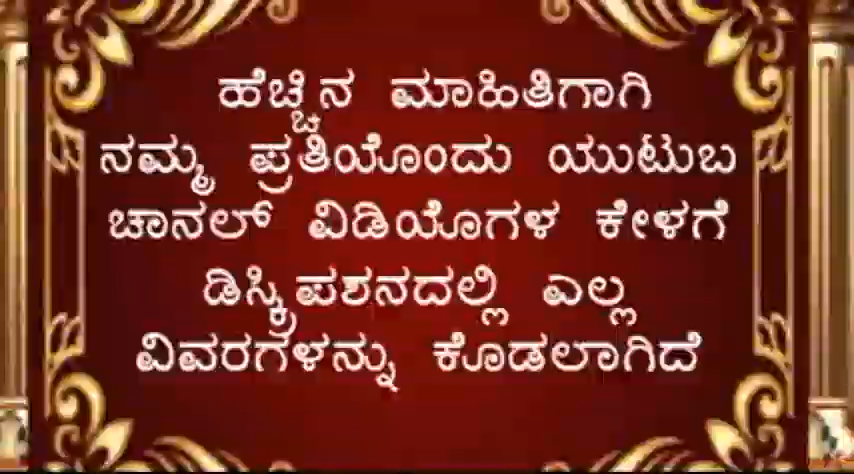 ಹೆಚ್ಚಿನ ಮಾಹಿತಿಗಾಗಿ
ನಮ್ಮ ಪ್ರತಿಯೊಂದು ಯುಟುಬ
ಚಾನಲ್ ವಿಡಿಯೊಗಳ ಕೇಳಗೆ
ಡಿಸ್ಕ್ರಿಪಶನದಲ್ಲಿ ಎಲ್ಲ
ವಿವರಗಳನ್ನು ಕೊಡಲಾಗಿದೆ